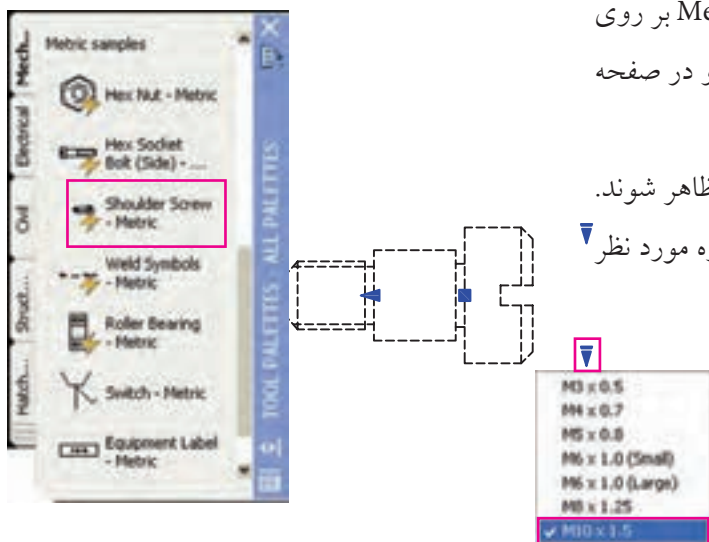 Me بر روی
و در صفحه
ظاهر شوند.
ه مورد نظر
Metric samples
Hex Nut - Metric
Hex Socket
Bolt (Side) - ...
Shoulder Screw
- Metric
Weld Symbols
- Metric
Roller Bearing
- Metric
Switch - Metric
Equipment Label
- Metric
Mech...
Electrical
Civil
Struct...
Hatch...
TOOL PALETTES - ALL PALETTES
M3 x 0.5
M4 x 0.7
M5 x 0.8
M6 x 1.0 (Small)
M6 x 1.0 (Large)
M8 x 1.25
M10 x 1.5